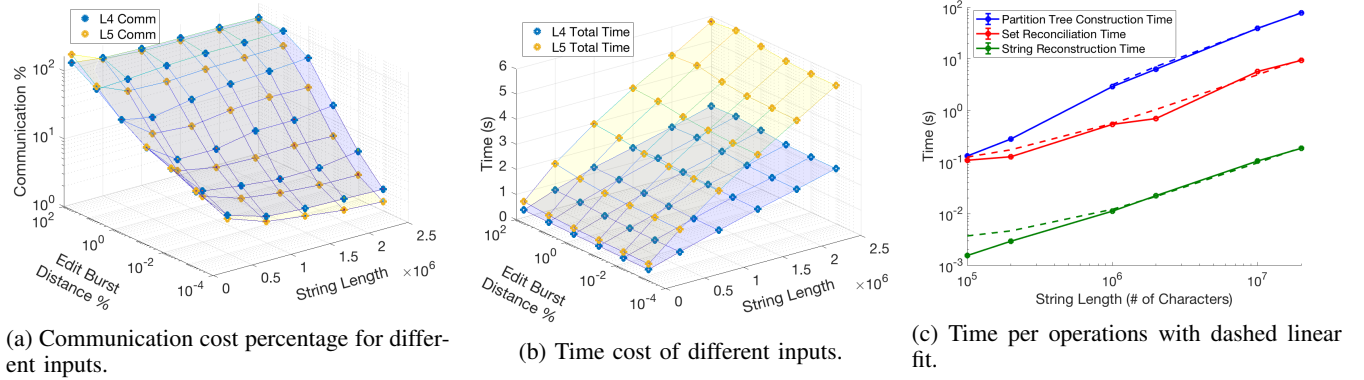 L4 Comm
L5 Comm
Communication %
10^2
10^1
10^0
10^2
10^0
10^-2
10^-4
Edit Burst
Distance %
0
0.5
1
1.5
2
2.5
×10^6
String Length
(a) Communication cost percentage for differ-
ent inputs.
L4 Total Time
L5 Total Time
Time (s)
6
5
4
3
2
1
0
10^2
10^0
10^-2
10^-4
Edit Burst
Distance %
0
0.5
1
1.5
2
2.5
×10^6
String Length
(b) Time cost of different inputs.
Partition Tree Construction Time
Set Reconciliation Time
String Reconstruction Time
Time (s)
10^2
10^1
10^0
10^-1
10^-2
10^-3
10^5
10^6
10^7
String Length (# of Characters)
(c) Time per operations with dashed linear
fit.